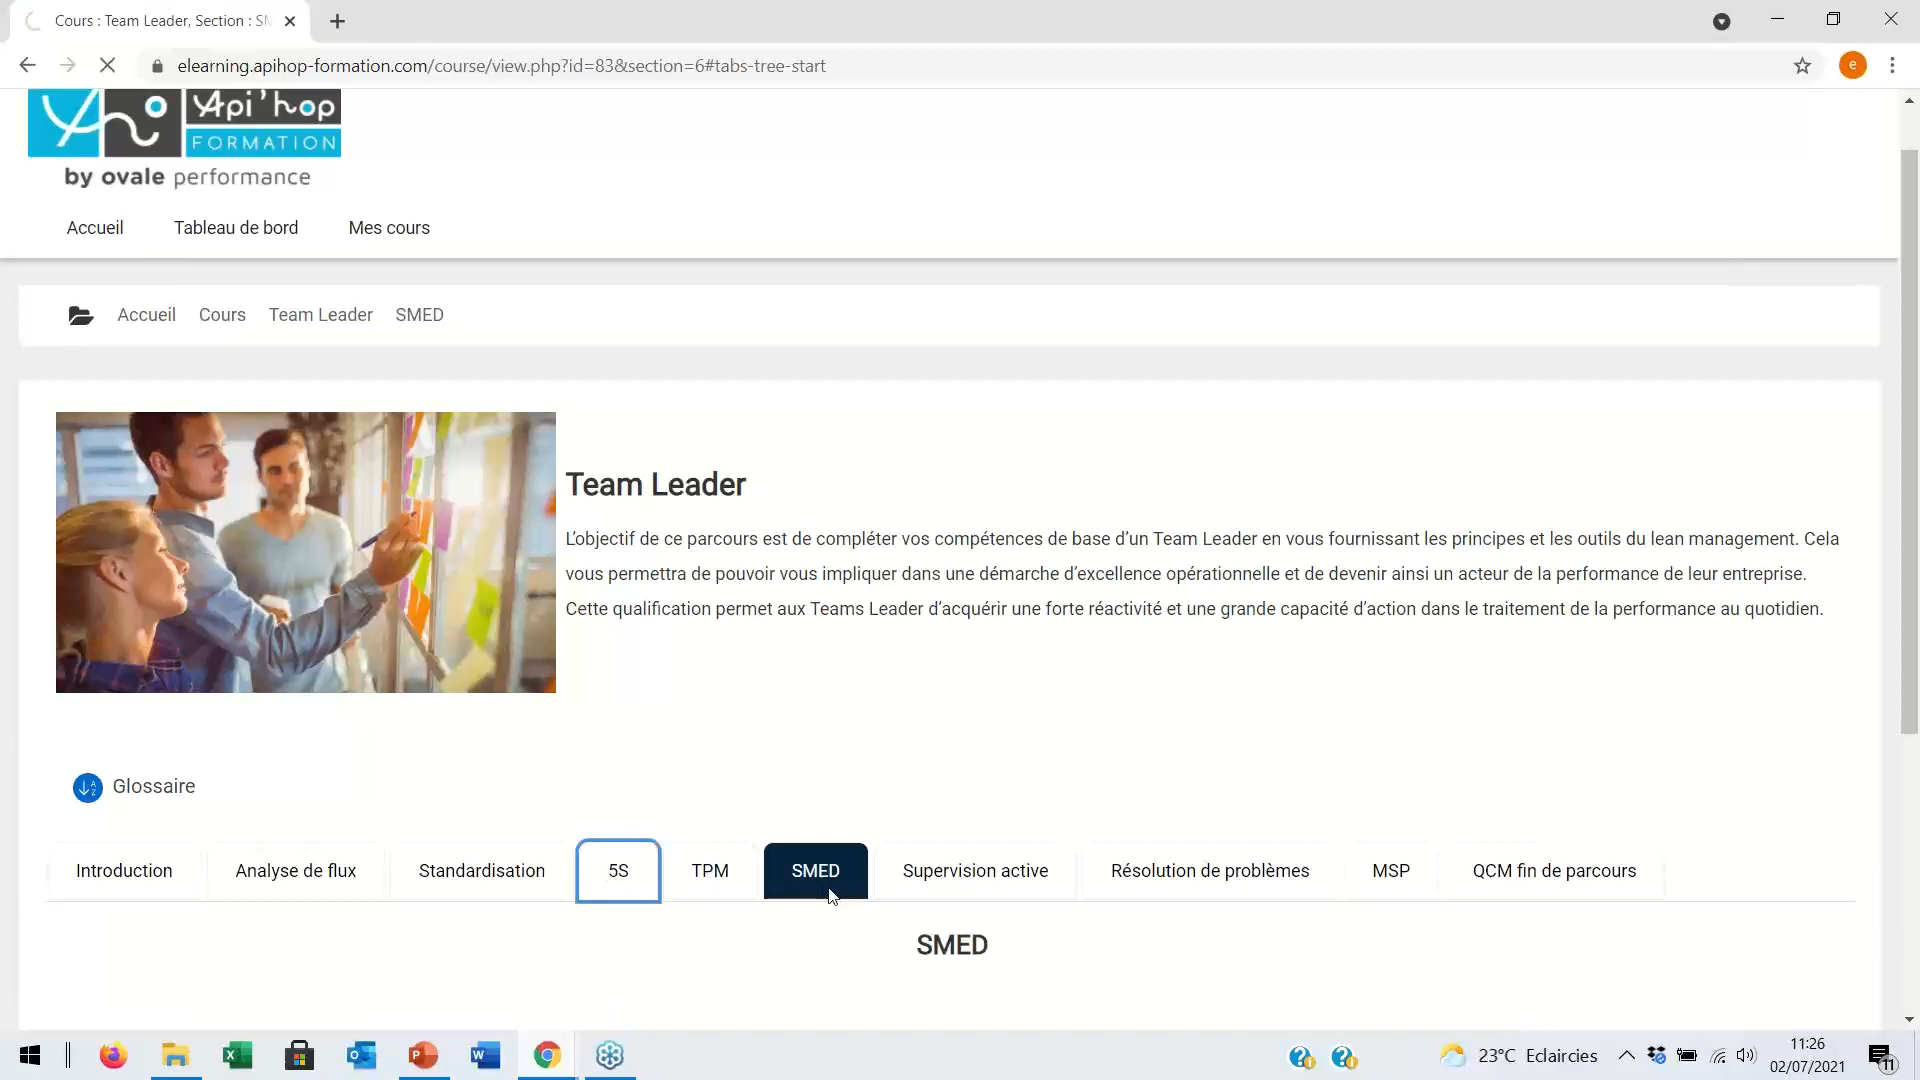 Cours : Team Leader, Section : SM
elearning.apihop-formation.com/course/view.php?id=83&section=6#tabs-tree-start
e
Api'hop
FORMATION
by ovale performance
Accueil Tableau de bord Mes cours
Accueil Cours Team Leader SMED
Team Leader
L'objectif de ce parcours est de compléter vos compétences de base d'un Team Leader en vous fournissant les principes et les outils du lean management. Cela
vous permettra de pouvoir vous impliquer dans une démarche d'excellence opérationnelle et de devenir ainsi un acteur de la performance de leur entreprise.
Cette qualification permet aux Teams Leader d'acquérir une forte réactivité et une grande capacité d'action dans le traitement de la performance au quotidien.
Glossaire
Introduction Analyse de flux Standardisation 5S TPM SMED Supervision active Résolution de problèmes MSP QCM fin de parcours
SMED
23°C Eclaircies
11:26
02/07/2021
11